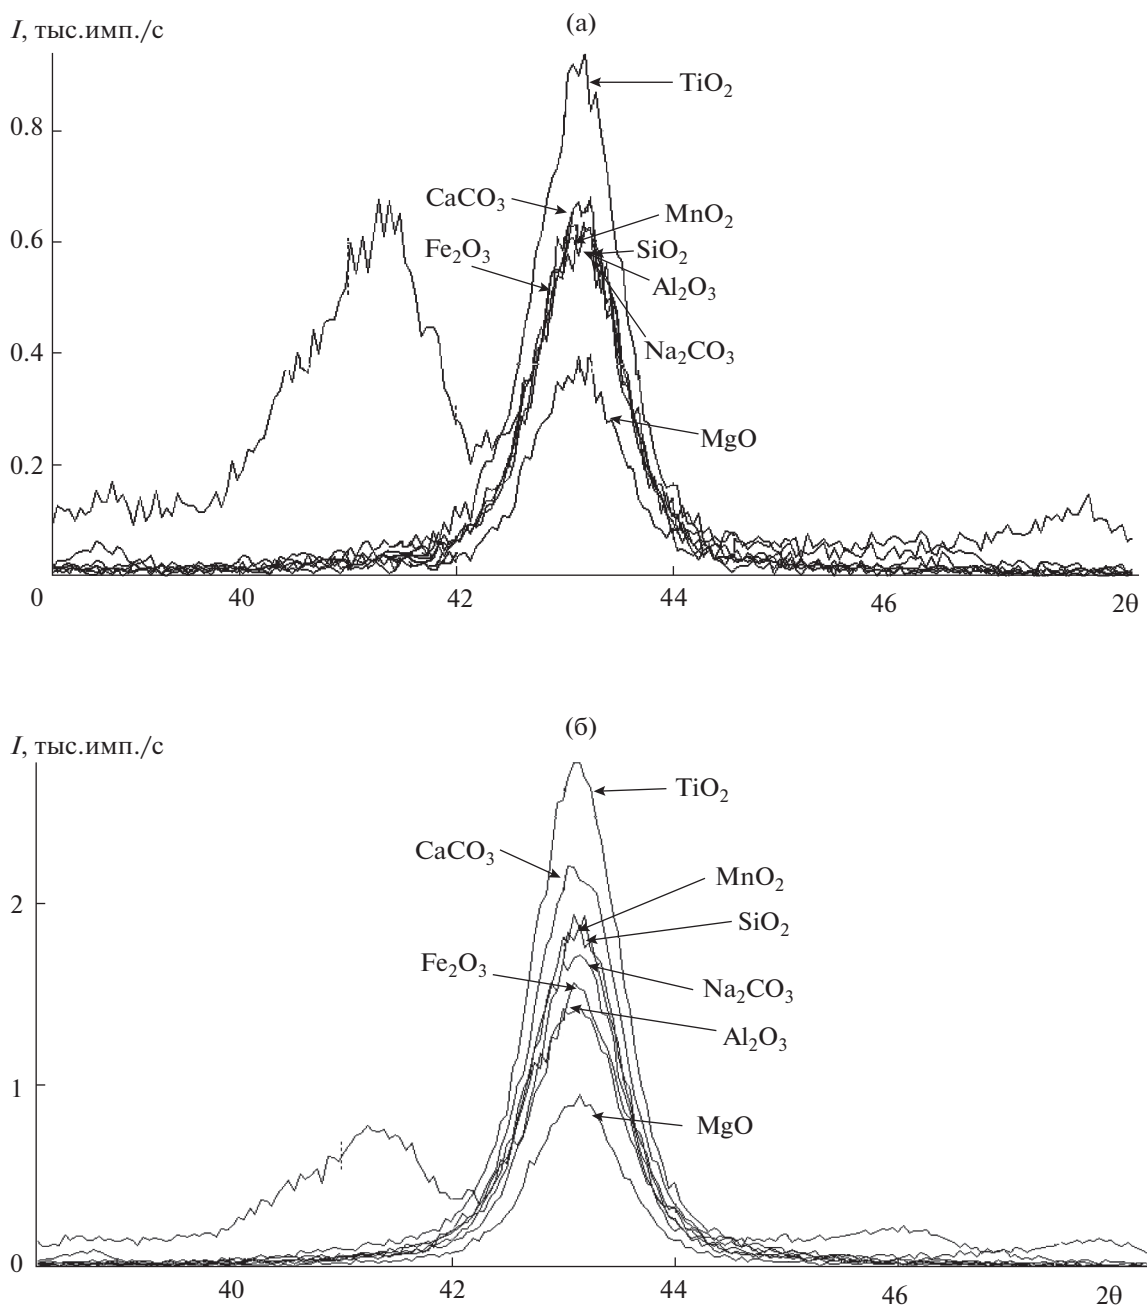 (а)
I, тыс.имп./с
TiO₂
0.8
CaCO₃
MnO₂
Fe₂O₃
SiO₂
0.6
Al₂O₃
Na₂CO₃
0.4
MgO
0.2
0 40 42 44 46 2θ
(б)
I, тыс.имп./с
TiO₂
CaCO₃
MnO₂
2
SiO₂
Fe₂O₃
Na₂CO₃
Al₂O₃
1
MgO
0
40 42 44 46 2θ